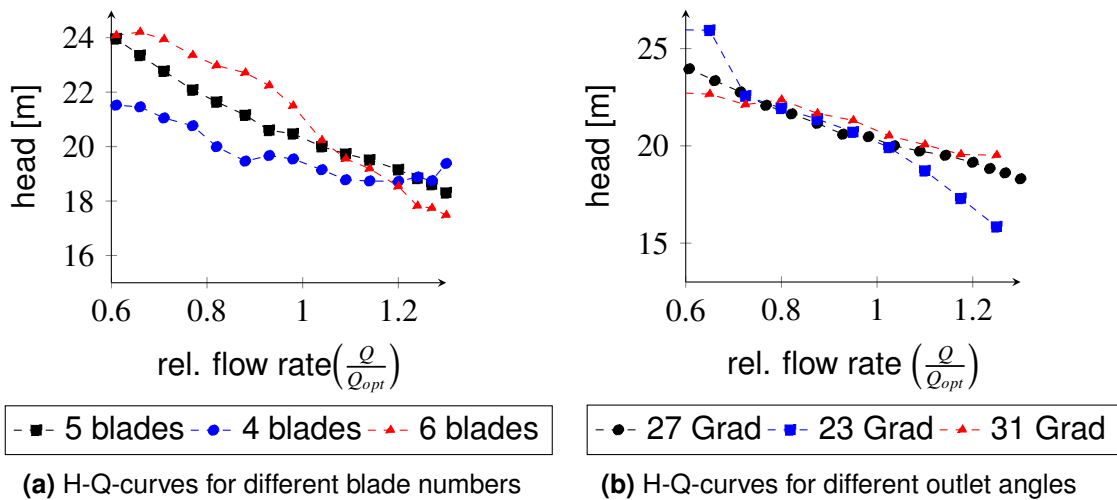 24
22
20
18
16
head [m]
0.6 0.8 1 1.2
rel. flow rate(Q/Q_opt)
5 blades 4 blades 6 blades
(a) H-Q-curves for different blade numbers
25
20
15
head [m]
0.6 0.8 1 1.2
rel. flow rate (Q/Q_opt)
27 Grad 23 Grad 31 Grad
(b) H-Q-curves for different outlet angles